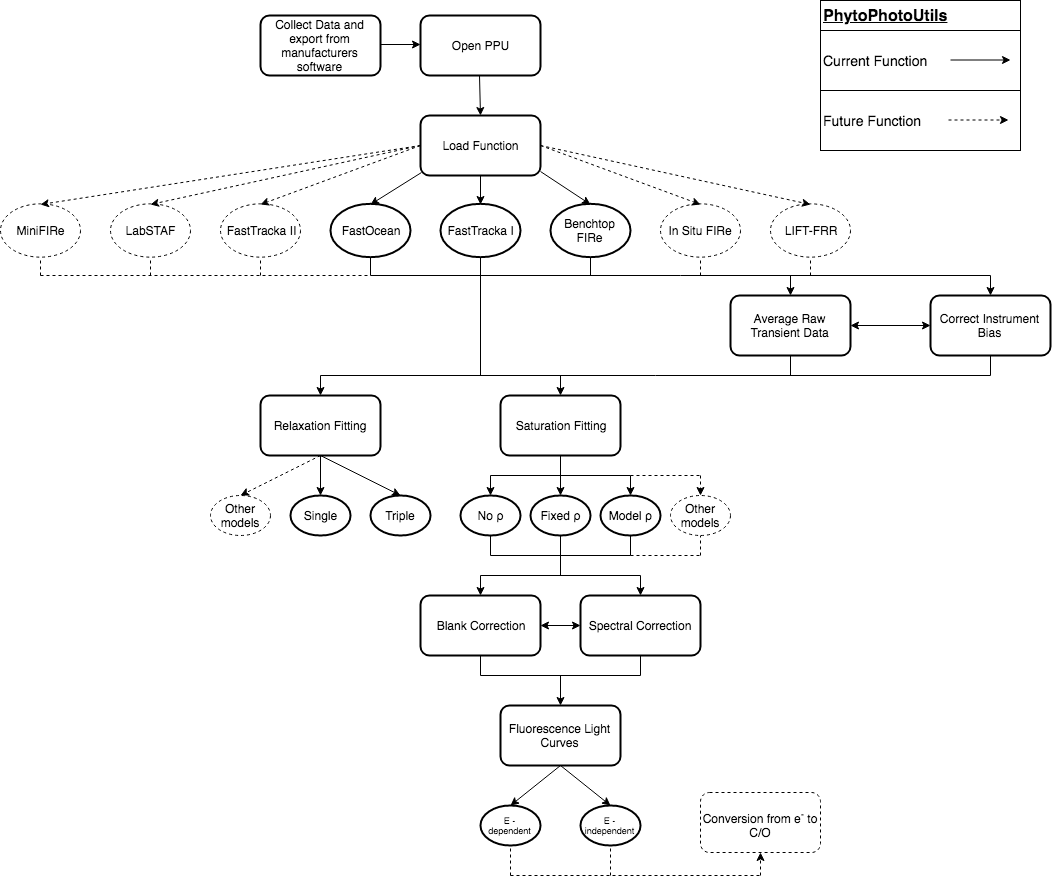 Collect Data and
export from
manufacturers
software
Open PPU
PhytoPhotoUtils
Current Function
Future Function
Load Function
MiniFIRe
LabSTAF
FastTracka II
FastOcean
FastTracka I
Benchtop
FIRe
In Situ FIRe
LIFT-FRR
Average Raw
Transient Data
Correct Instrument
Bias
Relaxation Fitting
Saturation Fitting
Other
models
Single
Triple
No ρ
Fixed ρ
Model ρ
Other
models
Blank Correction
Spectral Correction
Fluorescence Light
Curves
E -
dependent
E -
independent
Conversion from e⁻ to
C/O